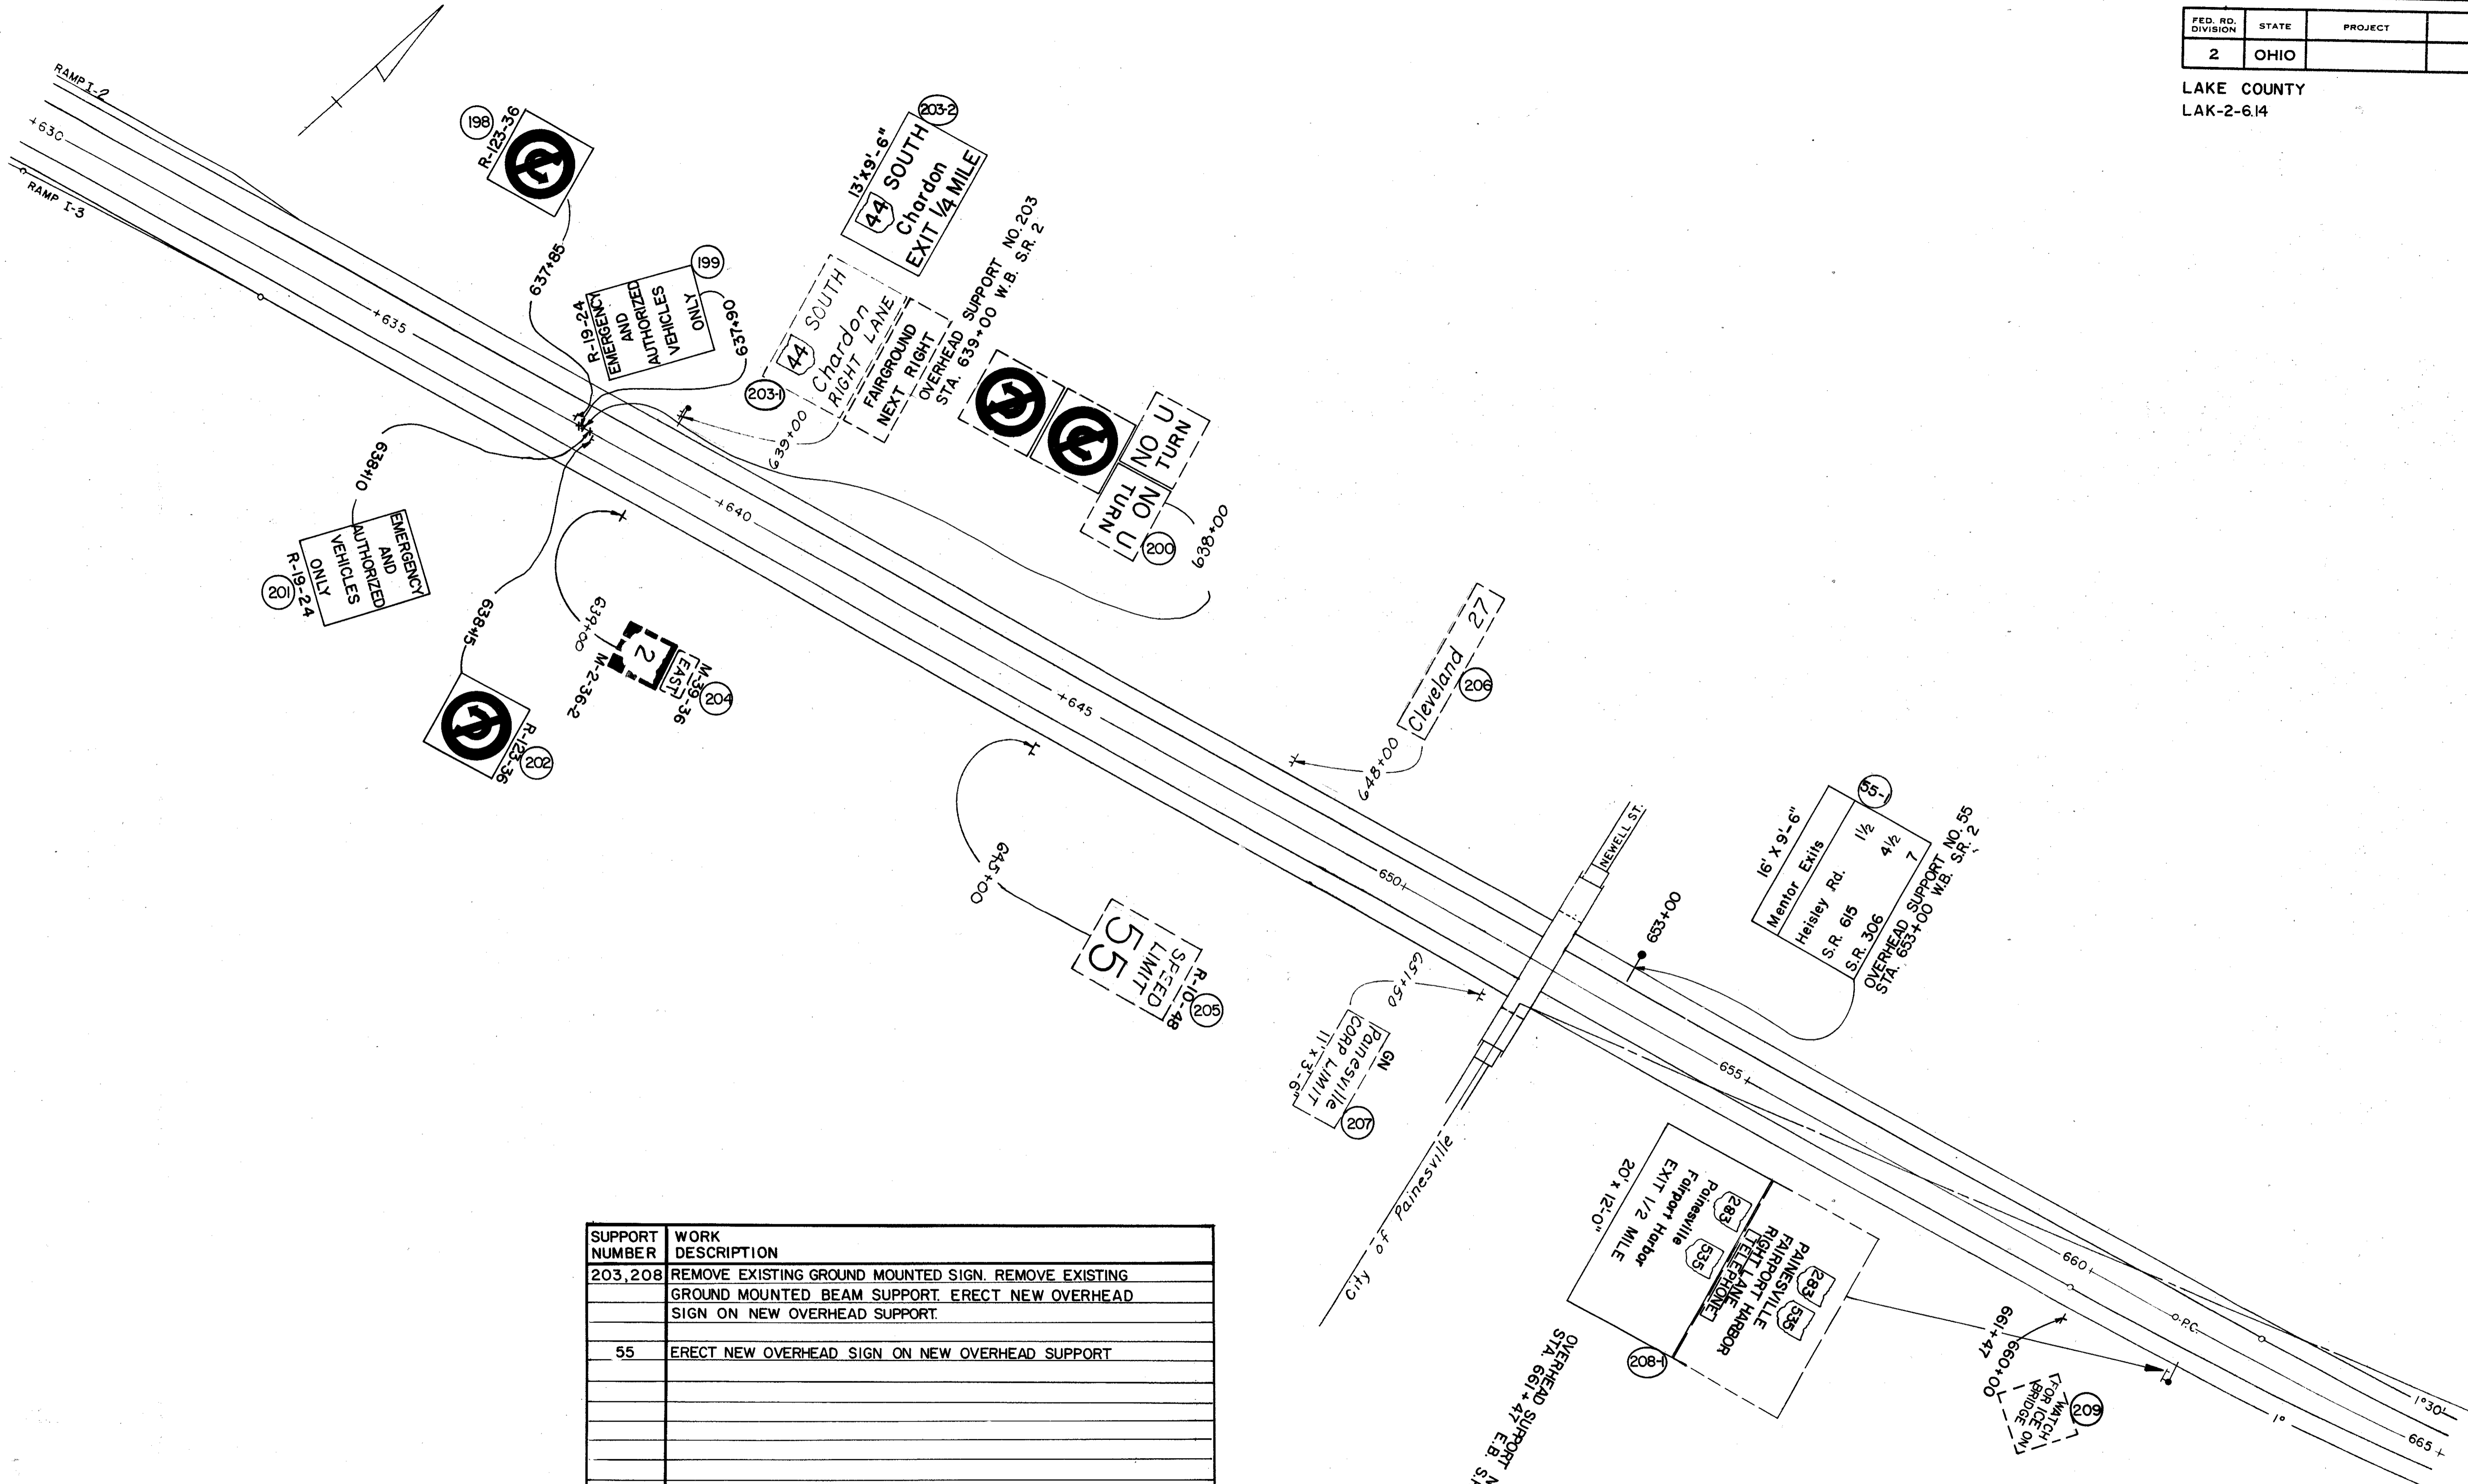 FED. RD. DIVISION STATE PROJECT
2 OHIO
LAKE COUNTY
LAK-2-6.14
RAMP I-2
+630
RAMP I-3
+635
198
R-123-36
637+85
199
R-19-24
EMERGENCY
AND
AUTHORIZED
VEHICLES
ONLY
637+90
203-2
13'X9'-6"
44 SOUTH
Chardon
EXIT 1/4 MILE
203-1
44 SOUTH
Chardon
RIGHT LANE
FAIRGROUND
NEXT RIGHT
OVERHEAD SUPPORT NO. 203
STA. 639+00 W.B. S.R. 2
639+00
NO U
TURN
NO U
TURN
200
638+00
638+10
EMERGENCY
AND
AUTHORIZED
VEHICLES
ONLY
R-19-24
201
638+15
R-123-36
202
639+00
2
EAST
M-39-36
M-2-36-2
204
+640
+645
645+00
SPEED
LIMIT
55
R-10-48
205
Cleveland 27
206
648+00
650+
NEWELL ST.
653+00
55-1
16' X 9'-6"
Mentor Exits
Heisley Rd. 1½
S.R. 615 4½
S.R. 306 7
OVERHEAD SUPPORT NO. 55
STA. 653+00 W.B. S.R. 2
651+50
GN
Painesville
CORP LIMIT
11' x 3'-6"
207
City of Painesville
655+
283 535
PAINESVILLE
FAIRPORT HARBOR
RIGHT LANE
TELEPHONE
283 535
Painesville
Fairport Harbor
EXIT 1/2 MILE
20' x 12'-0"
208-1
OVERHEAD SUPPORT
STA. 661+47 E.B.
660+
P.C.
661+47
660+00
WATCH
FOR ICE ON
BRIDGE
209
1°30'
1°
665+
SUPPORT NUMBER WORK DESCRIPTION
203,208 REMOVE EXISTING GROUND MOUNTED SIGN. REMOVE EXISTING
GROUND MOUNTED BEAM SUPPORT. ERECT NEW OVERHEAD
SIGN ON NEW OVERHEAD SUPPORT.
55 ERECT NEW OVERHEAD SIGN ON NEW OVERHEAD SUPPORT